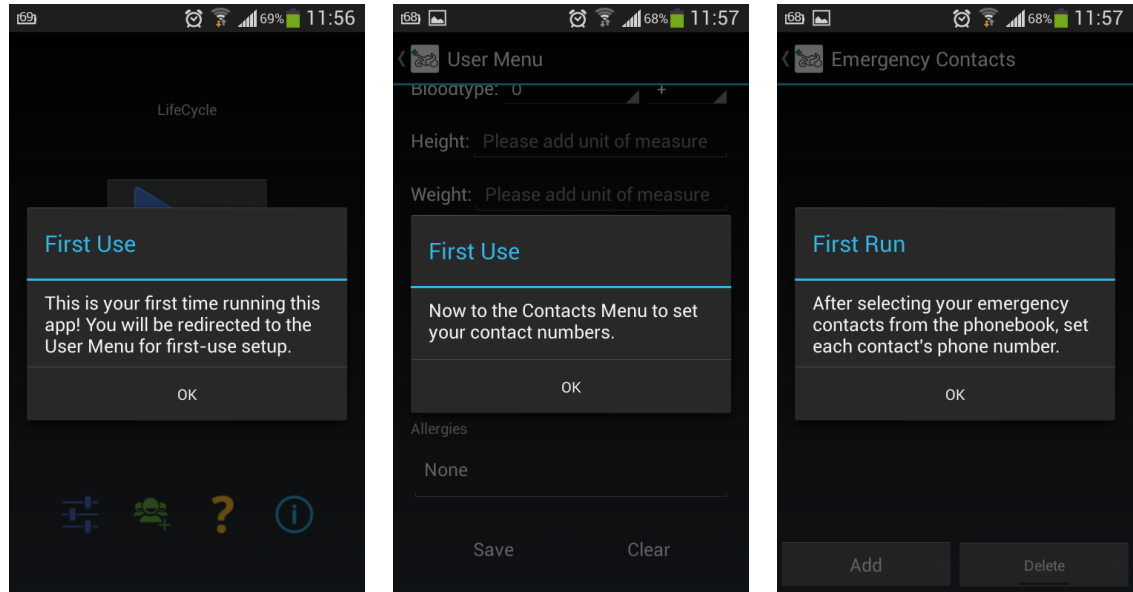 69
69% 11:56
LifeCycle
First Use
This is your first time running this
app! You will be redirected to the
User Menu for first-use setup.
OK
68
68% 11:57
User Menu
Bloodtype: 0 +
Height: Please add unit of measure
Weight: Please add unit of measure
First Use
Now to the Contacts Menu to set
your contact numbers.
OK
Allergies
None
Save Clear
68
68% 11:57
Emergency Contacts
First Run
After selecting your emergency
contacts from the phonebook, set
each contact's phone number.
OK
Add Delete